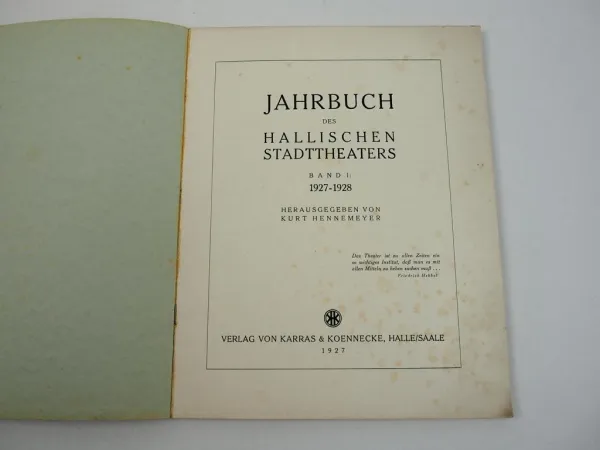 JAHRBUCH
DES
HALLISCHEN
STADTTHEATERS
BAND I:
1927-1928
HERAUSGEGEBEN VON
KURT HENNEMEYER
Das Theater ist zu allen Zeiten ein
so wichtiges Institut, daß man es mit
allen Mitteln zu heben suchen muß . . .
Friedrich Hebbel
VERLAG VON KARRAS & KOENNECKE, HALLE/SAALE
1927